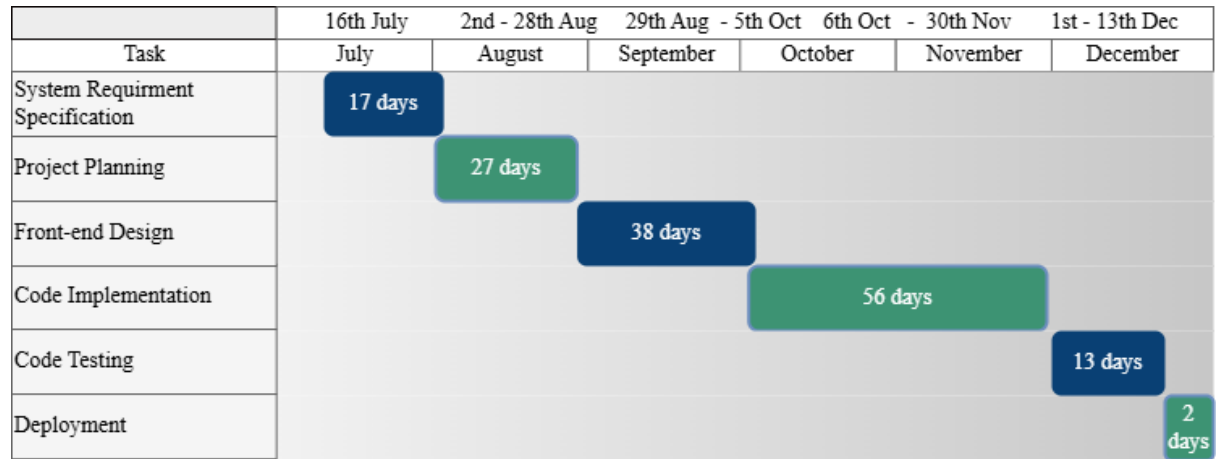 16th July 2nd - 28th Aug 29th Aug - 5th Oct 6th Oct - 30th Nov 1st - 13th Dec
Task July August September October November December
System Requirment
Specification
17 days
Project Planning
27 days
Front-end Design
38 days
Code Implementation
56 days
Code Testing
13 days
Deployment
2
days